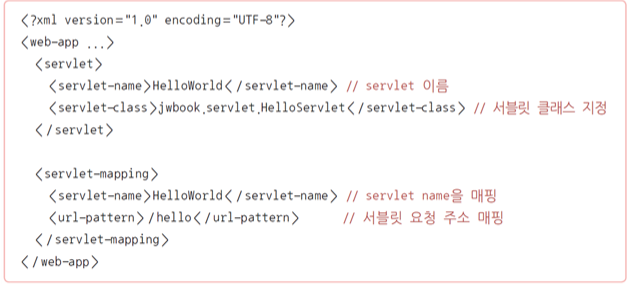 <?xml version="1.0" encoding="UTF-8"?>
<web-app ...>
<servlet>
<servlet-name>HelloWorld</servlet-name> // servlet 이름
<servlet-class>jwbook.servlet.HelloServlet</servlet-class> // 서블릿 클래스 지정
</servlet>
<servlet-mapping>
<servlet-name>HelloWorld</servlet-name> // servlet name을 매핑
<url-pattern>/hello</url-pattern> // 서블릿 요청 주소 매핑
</servlet-mapping>
</web-app>